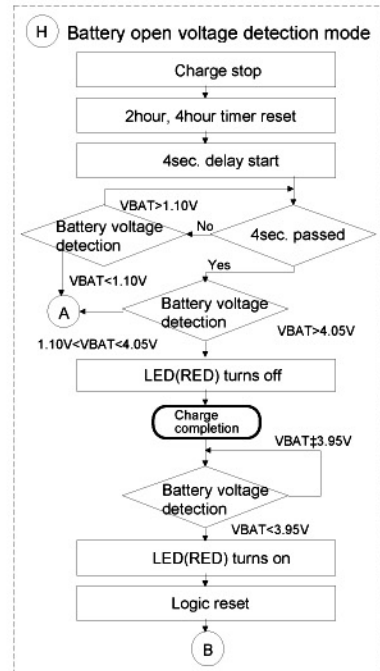 H Battery open voltage detection mode
Charge stop
2hour, 4hour timer reset
4sec. delay start
VBAT>1.10V
Battery voltage
detection
No
4sec. passed
VBAT<1.10V
Yes
A
Battery voltage
detection
VBAT>4.05V
1.10V<VBAT<4.05V
LED(RED) turns off
Charge
completion
VBAT‡3.95V
Battery voltage
detection
VBAT<3.95V
LED(RED) turns on
Logic reset
B